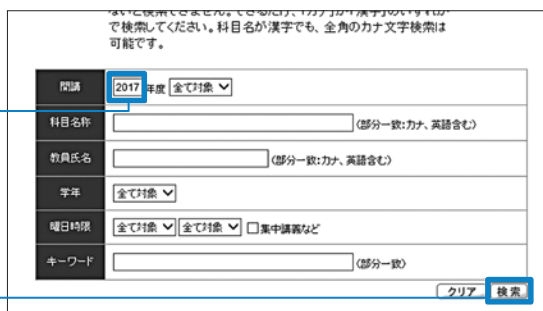 で検索してください。科目名が漢字でも、全角のカナ文字検索は
可能です。
開講 2017 年度 全て対象
科目名称 (部分一致:カナ、英語含む)
教員氏名 (部分一致:カナ、英語含む)
学年 全て対象
曜日時限 全て対象 全て対象 集中講義など
キーワード (部分一致)
クリア 検索